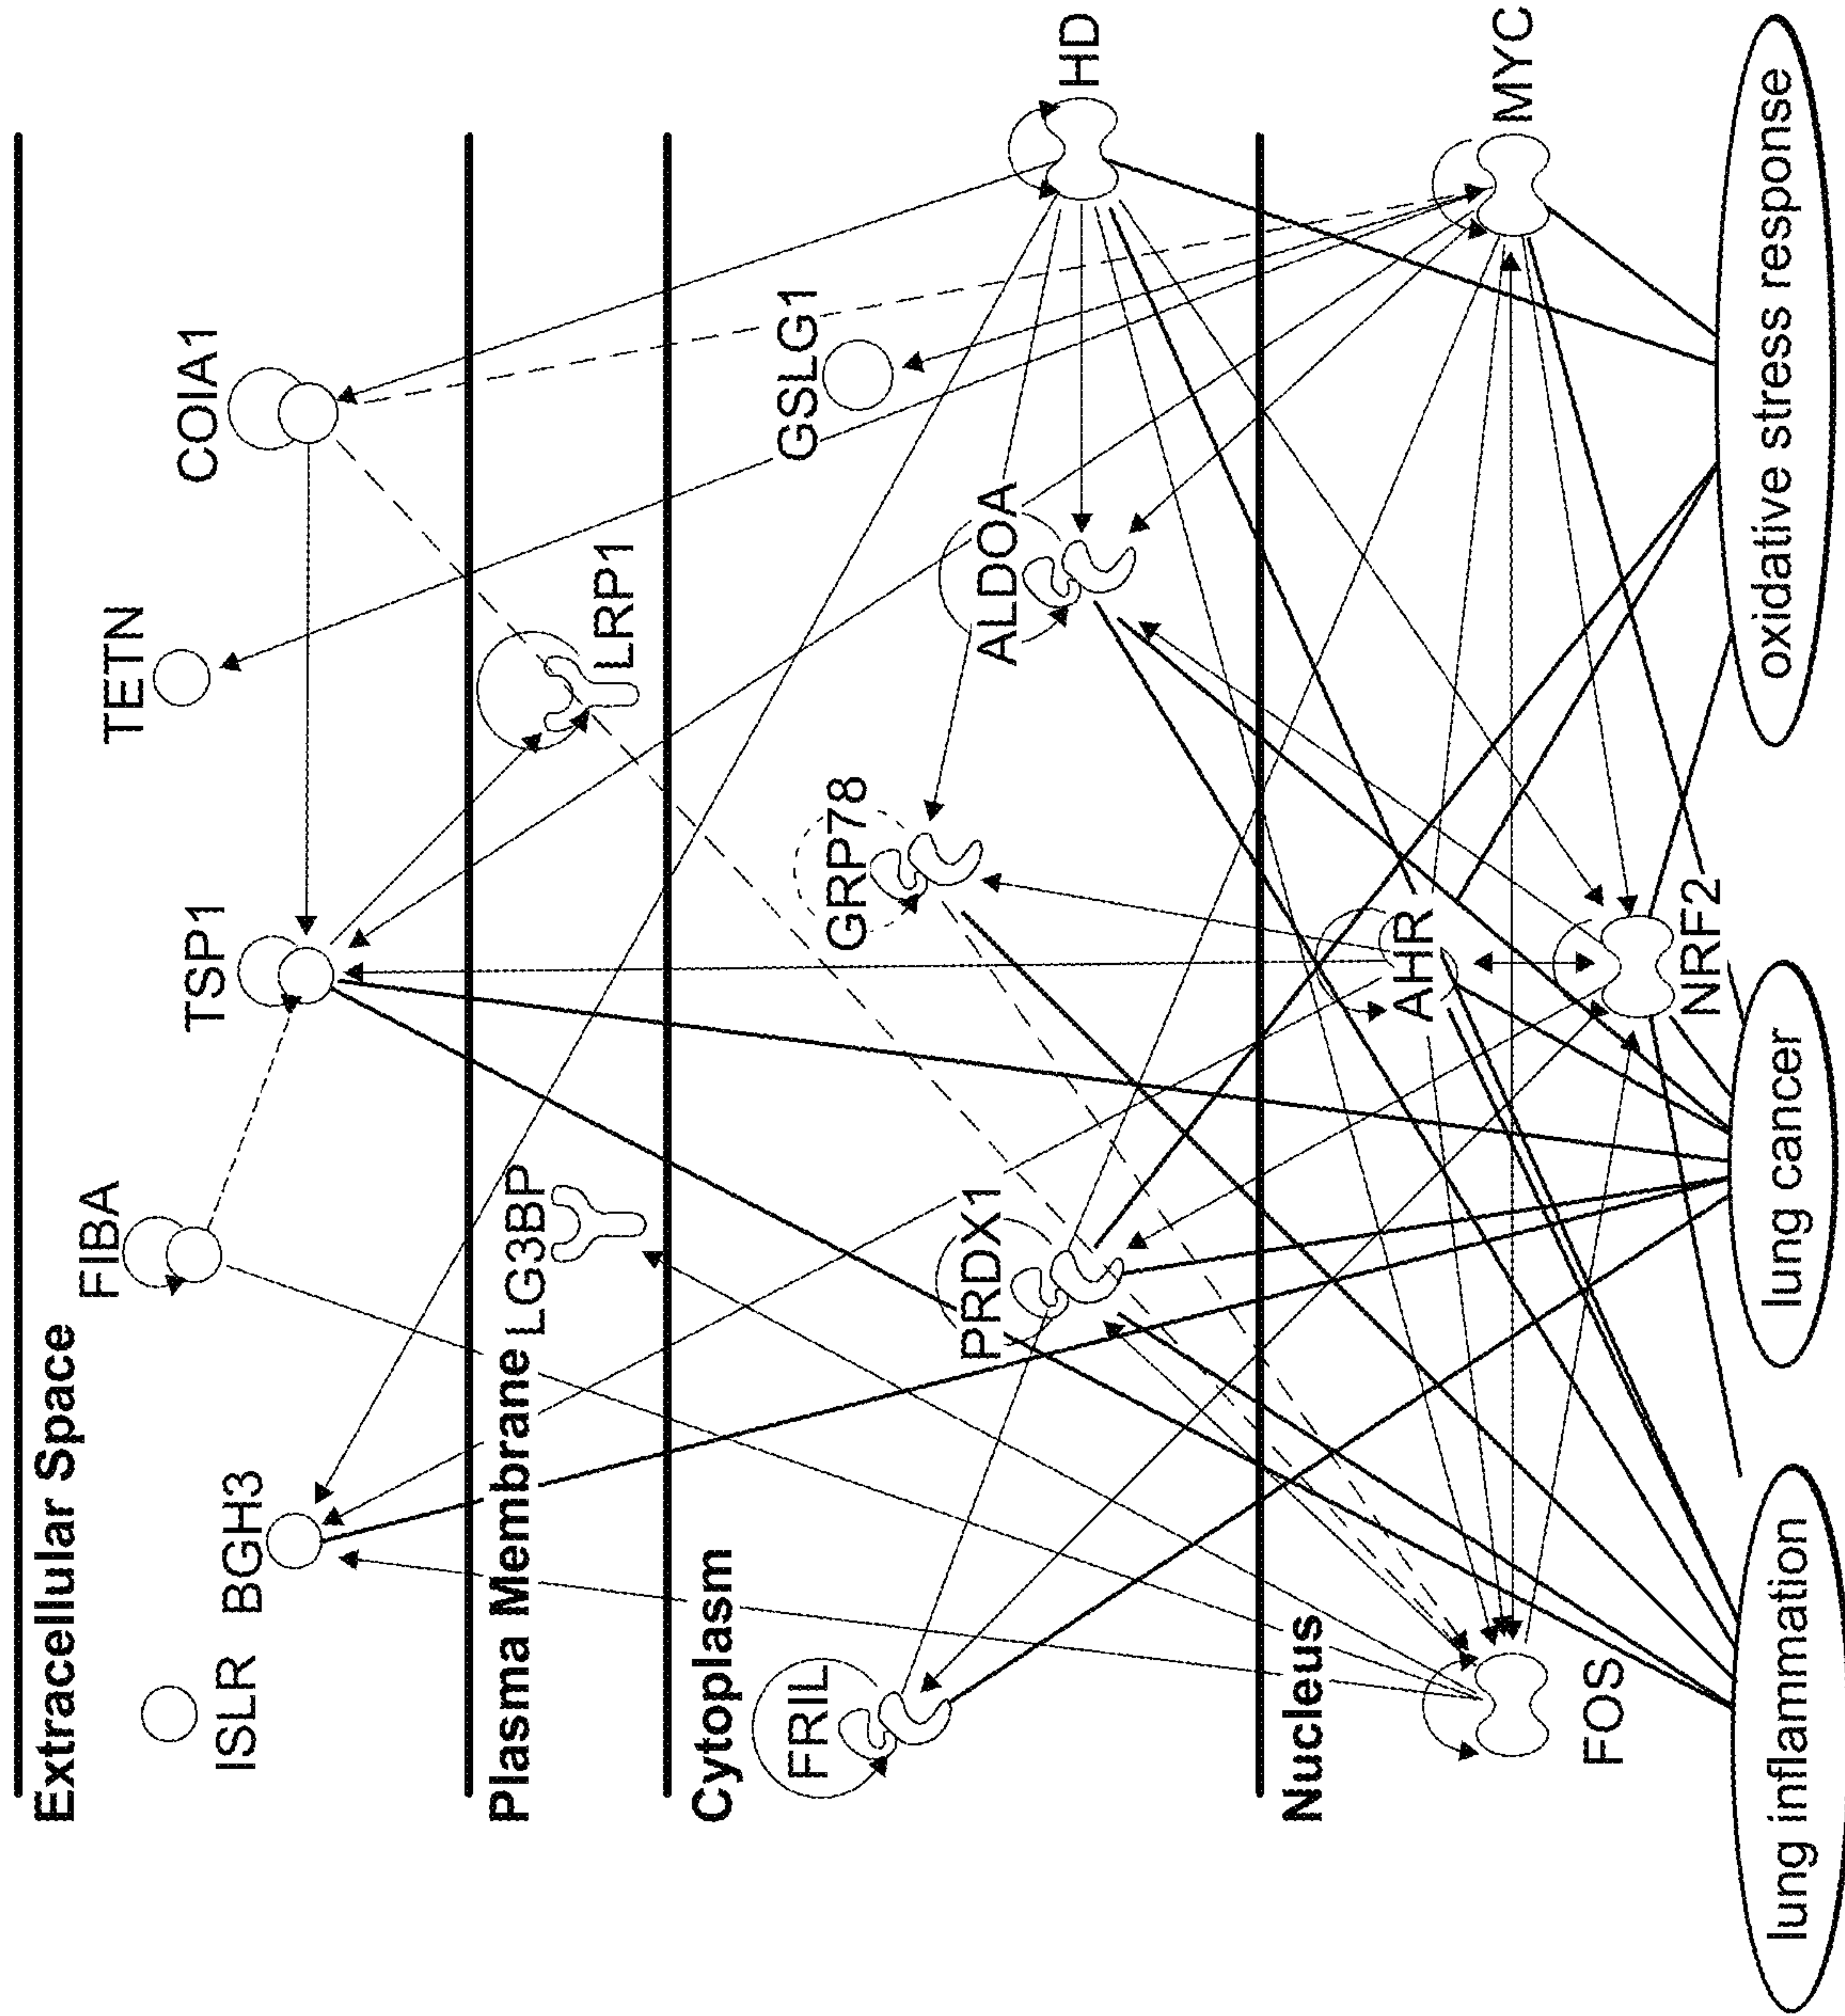 Extracellular Space
ISLR
BGH3
FIBA
TSP1
TETN
COIA1
Plasma Membrane
LG3BP
LRP1
Cytoplasm
FRIL
PRDX1
GRP78
ALDOA
GSLG1
HD
Nucleus
FOS
AHR
NRF2
MYC
lung inflammation
lung cancer
oxidative stress response